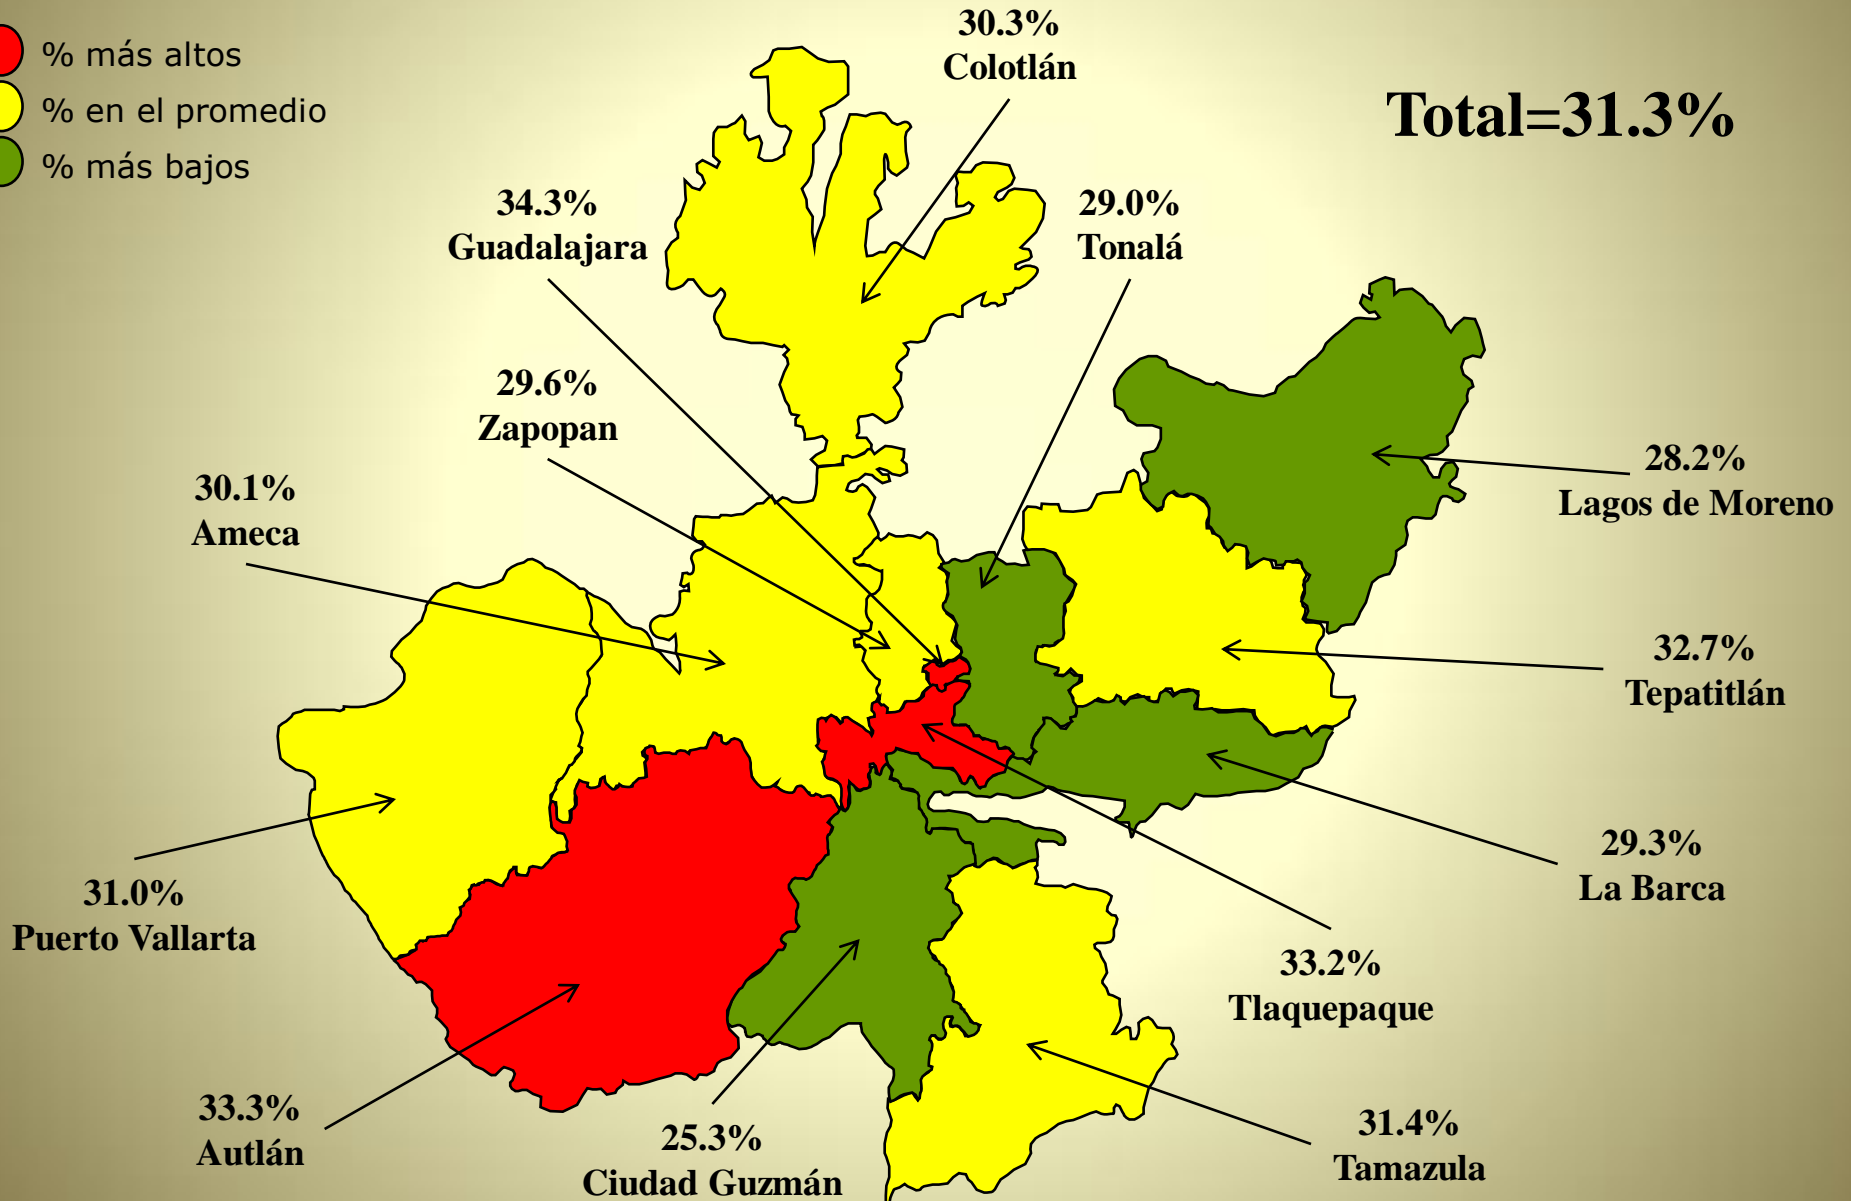 % más altos
% en el promedio
% más bajos
Total=31.3%
30.3%
Colotlán
34.3%
Guadalajara
29.0%
Tonalá
29.6%
Zapopan
30.1%
Ameca
28.2%
Lagos de Moreno
32.7%
Tepatitlán
31.0%
Puerto Vallarta
29.3%
La Barca
33.2%
Tlaquepaque
33.3%
Autlán
25.3%
Ciudad Guzmán
31.4%
Tamazula